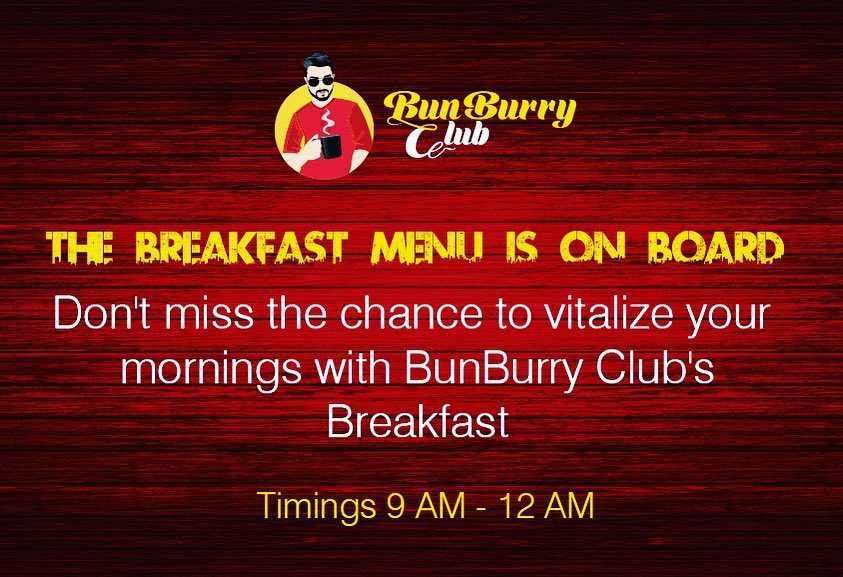 BunBurry
Club
THE BREAKFAST MENU IS ON BOARD
Don't miss the chance to vitalize your
mornings with BunBurry Club's
Breakfast
Timings 9 AM - 12 AM